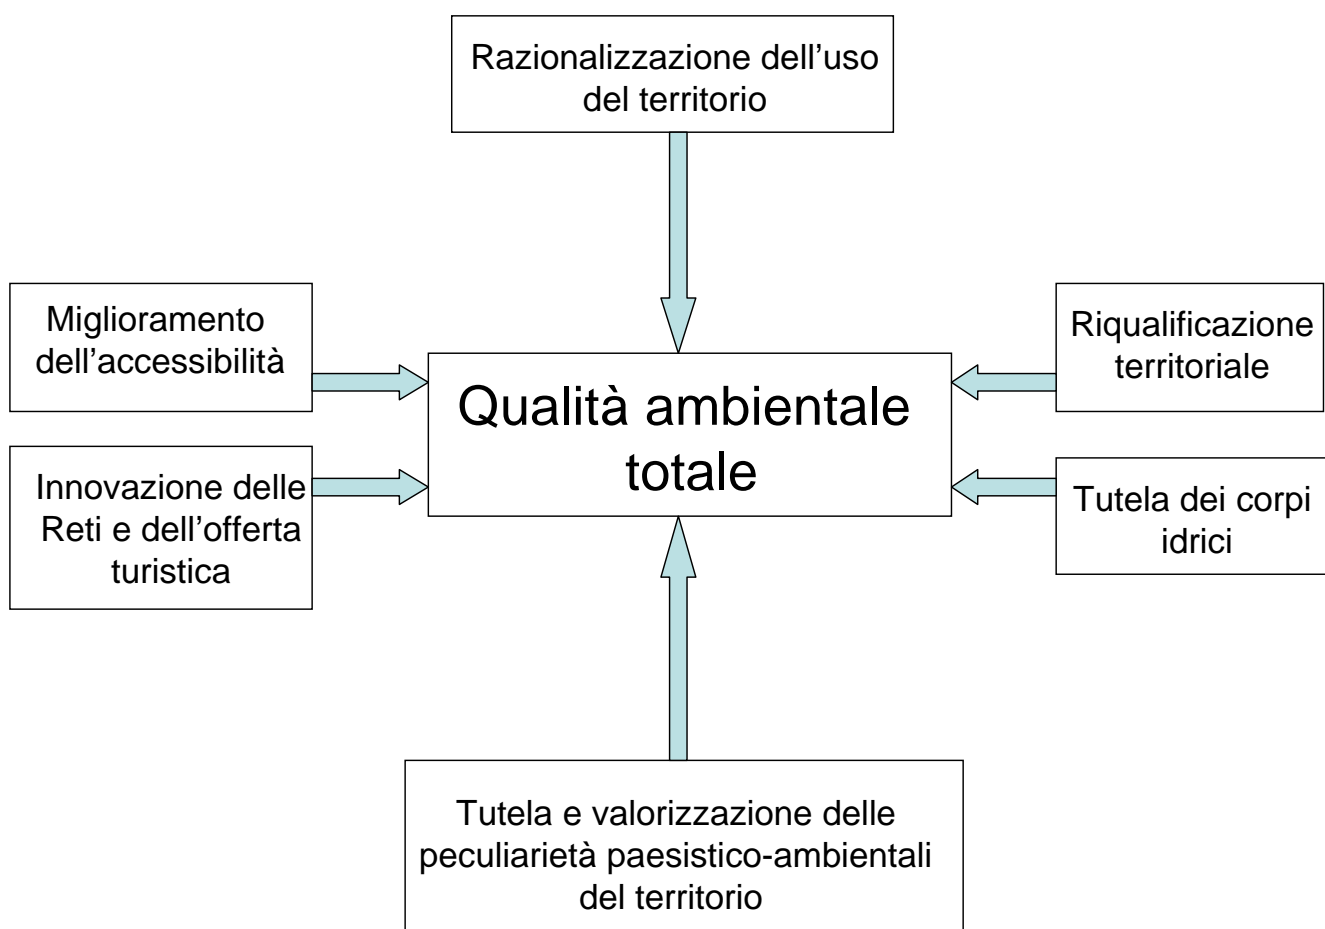 Razionalizzazione dell’uso
del territorio
Miglioramento
dell’accessibilità
Riqualificazione
territoriale
Qualità ambientale
totale
Innovazione delle
Reti e dell’offerta
turistica
Tutela dei corpi
idrici
Tutela e valorizzazione delle
peculiarietà paesistico-ambientali
del territorio